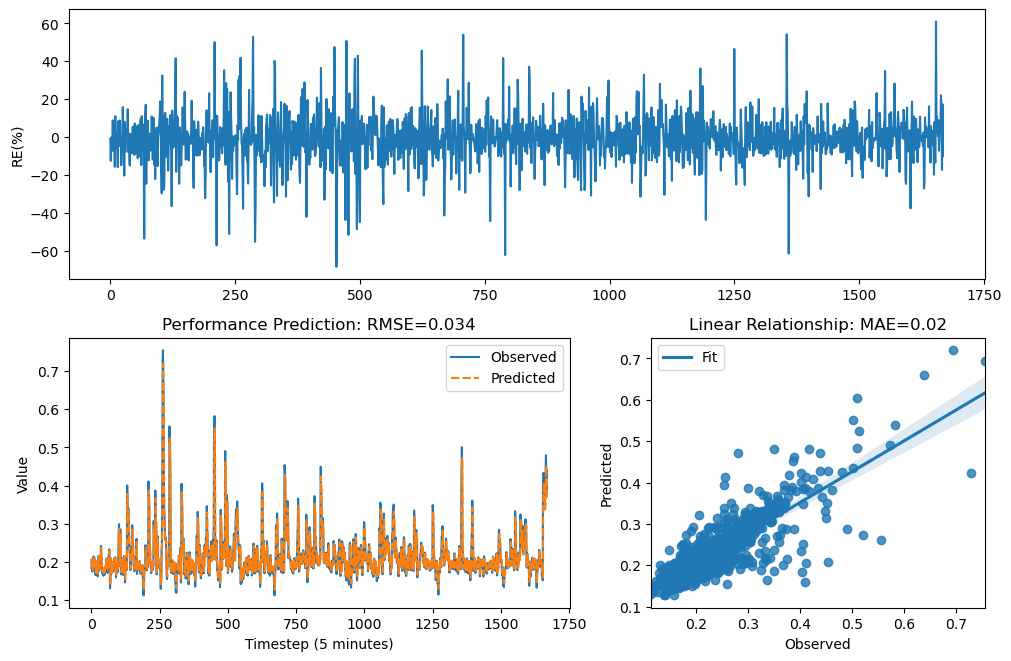 60
40
20
0
−20
−40
−60
RE(%)
0 250 500 750 1000 1250 1500 1750
Performance Prediction: RMSE=0.034
Observed
Predicted
0.7
0.6
0.5
0.4
0.3
0.2
0.1
Value
0 250 500 750 1000 1250 1500 1750
Timestep (5 minutes)
Linear Relationship: MAE=0.02
Fit
0.7
0.6
0.5
0.4
0.3
0.2
0.1
Predicted
0.2 0.3 0.4 0.5 0.6 0.7
Observed